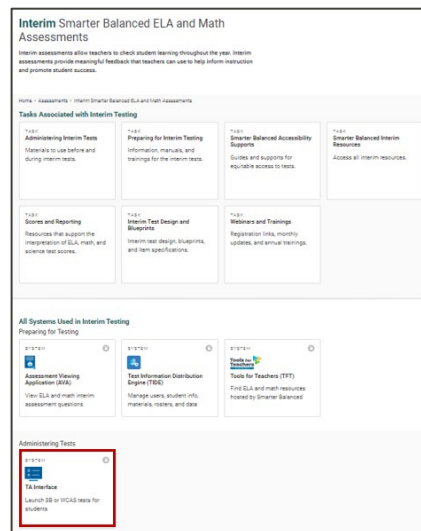 Interim Smarter Balanced ELA and Math
Assessments
Interim assessments allow teachers to check student learning throughout the year. Interim
assessments provide meaningful feedback that teachers can use to help inform instruction
and promote student success.
Home / Assessments / Interim Smarter Balanced ELA and Math Assessments
Tasks Associated with Interim Testing
TASK
Administering Interim Tests
Materials to use before and
during interim tests.
TASK
Preparing for Interim Testing
Information, manuals, and
trainings for the interim tests.
TASK
Smarter Balanced Accessibility
Supports
Guides and supports for
equitable access to tests.
TASK
Smarter Balanced Interim
Resources
Access all interim resources.
TASK
Scores and Reporting
Resources that support the
interpretation of ELA, math, and
science test scores.
TASK
Interim Test Design and
Blueprints
Interim test design, blueprints,
and item specifications.
TASK
Webinars and Trainings
Registration links, monthly
updates, and annual trainings.
All Systems Used in Interim Testing
Preparing for Testing
SYSTEM
Assessment Viewing
Application (AVA)
View ELA and math interim
assessment questions
SYSTEM
Test Information Distribution
Engine (TIDE)
Manage users, student info,
materials, rosters, and data
SYSTEM
Tools for
Teachers
Tools for Teachers (TFT)
Find ELA and math resources
hosted by Smarter Balanced
Administering Tests
SYSTEM
TA Interface
Launch SB or WCAS tests for
students